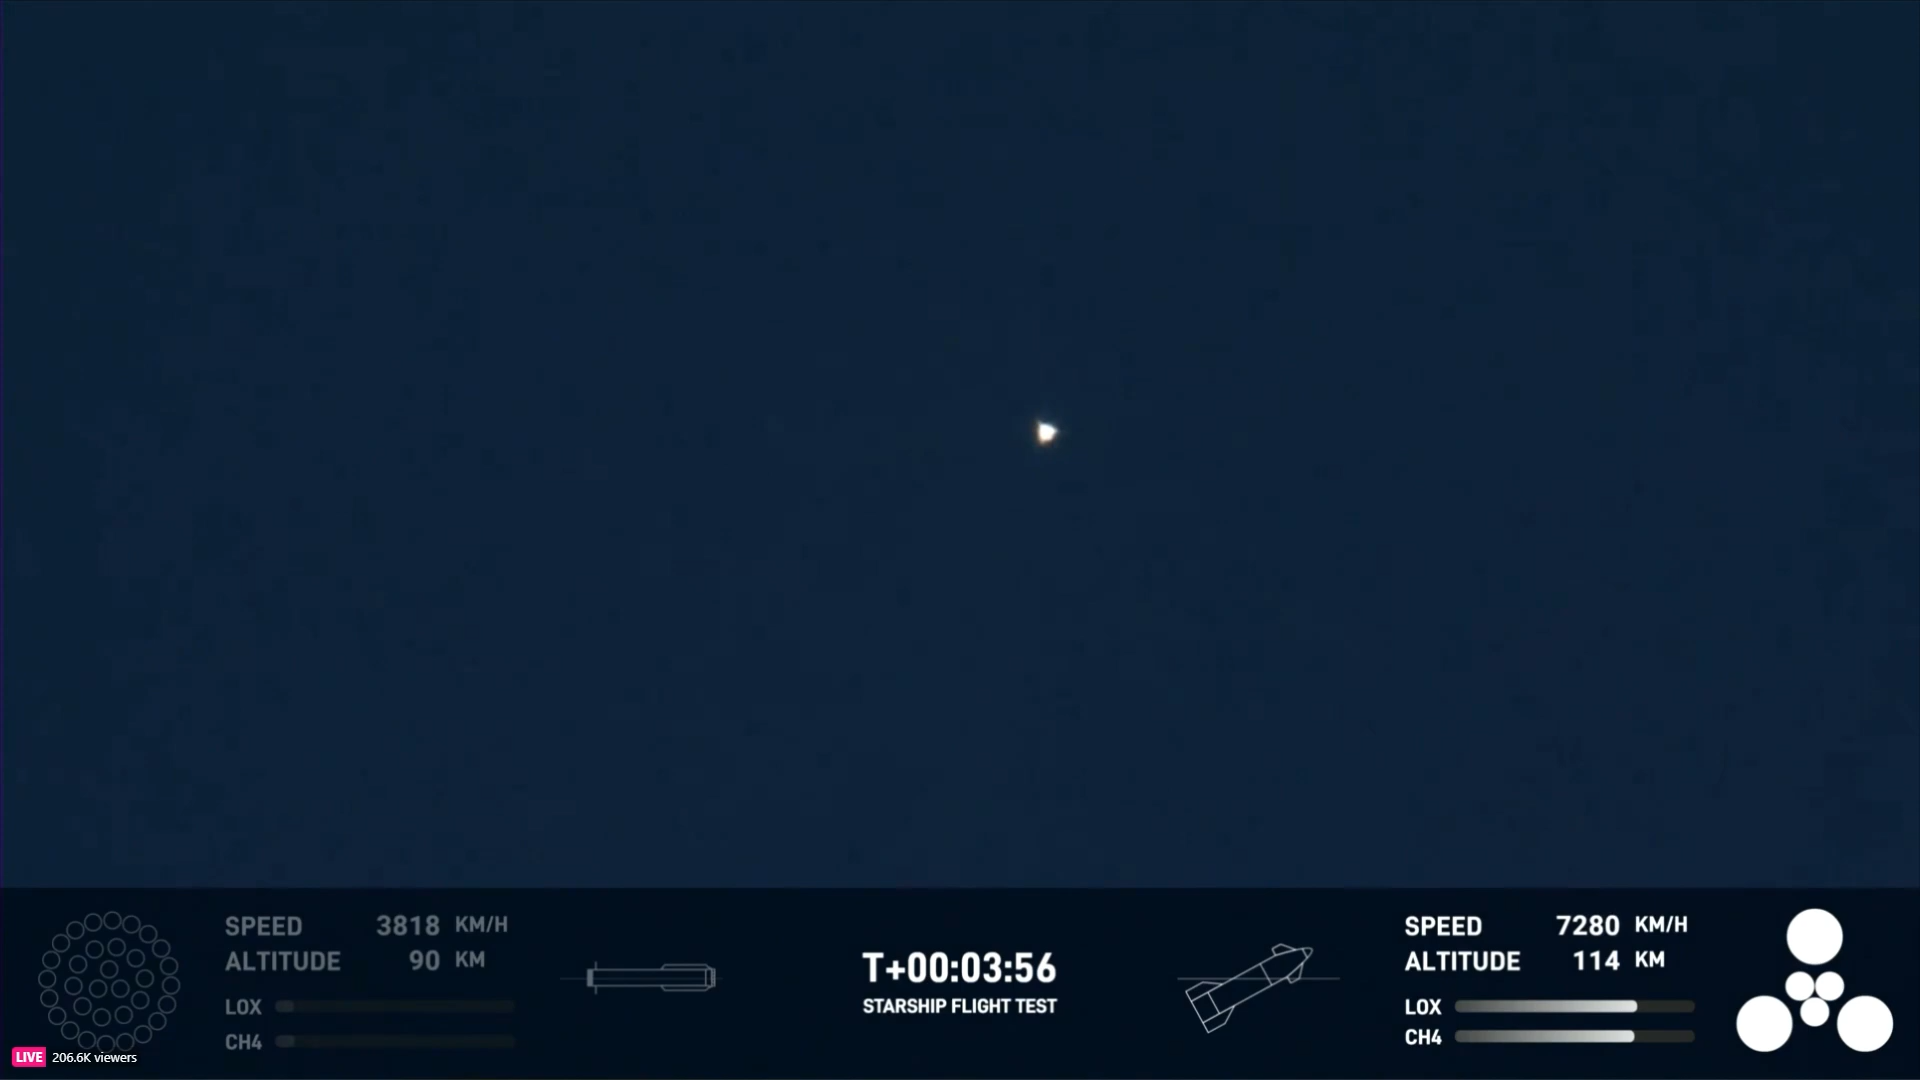 SPEED 3818 KM/H
ALTITUDE 90 KM
LOX
CH4
T+00:03:56
STARSHIP FLIGHT TEST
SPEED 7280 KM/H
ALTITUDE 114 KM
LOX
CH4
LIVE 206.6K viewers